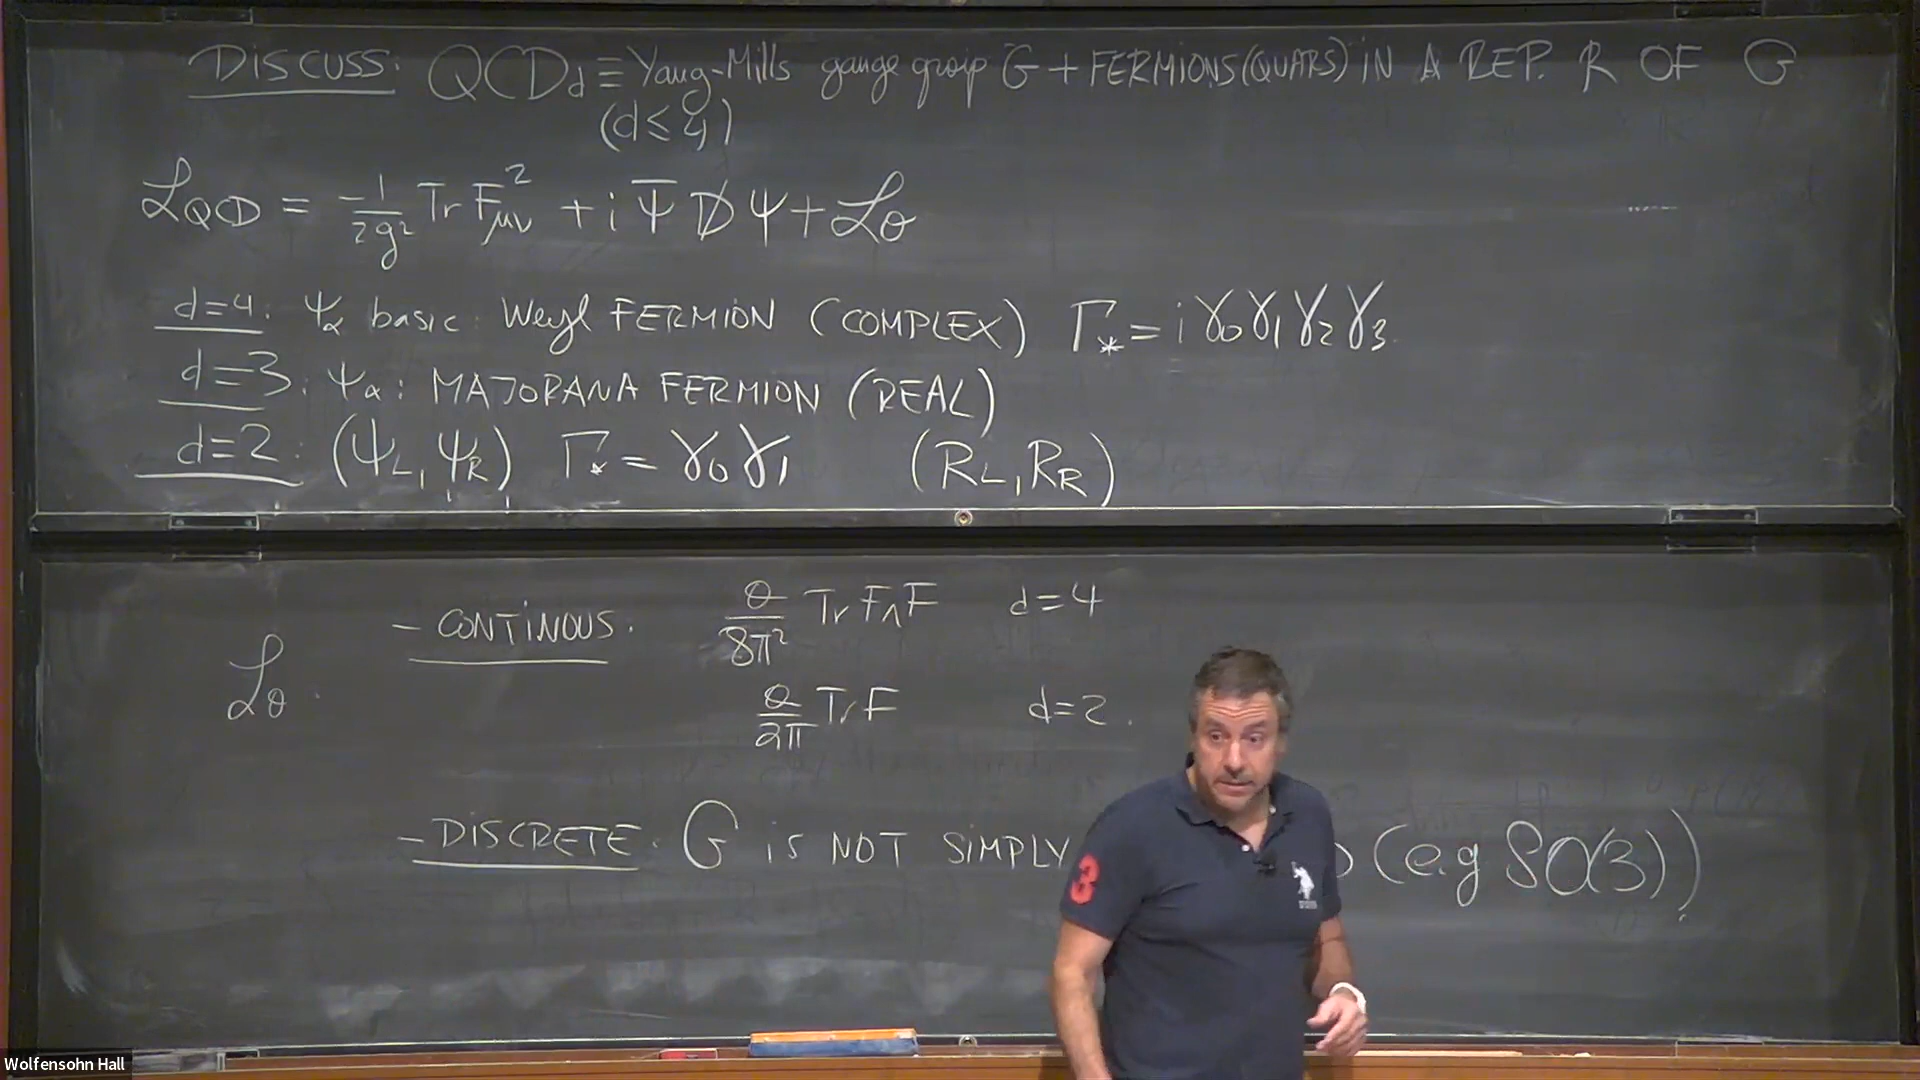 DISCUSS: QCD_d ≡ Yang-Mills gauge group G + FERMIONS(QUARS) IN A REP. R OF G
(d≤4)
ℒ_QCD = -1/2g² Tr F_μν² + i Ψ̄ D̸ Ψ + ℒ_θ
d=4: Ψ_α basic: Weyl FERMION (COMPLEX) Γ_* = i γ_0 γ_1 γ_2 γ_3
d=3: Ψ_α: MAJORANA FERMION (REAL)
d=2: (Ψ_L, Ψ_R) Γ_* = γ_0 γ_1 (R_L, R_R)
ℒ_θ.
- CONTINOUS. θ/8π² Tr F∧F d=4
θ/2π Tr F d=2.
- DISCRETE. G IS NOT SIMPLY (e.g SO(3))
3
Wolfensohn Hall